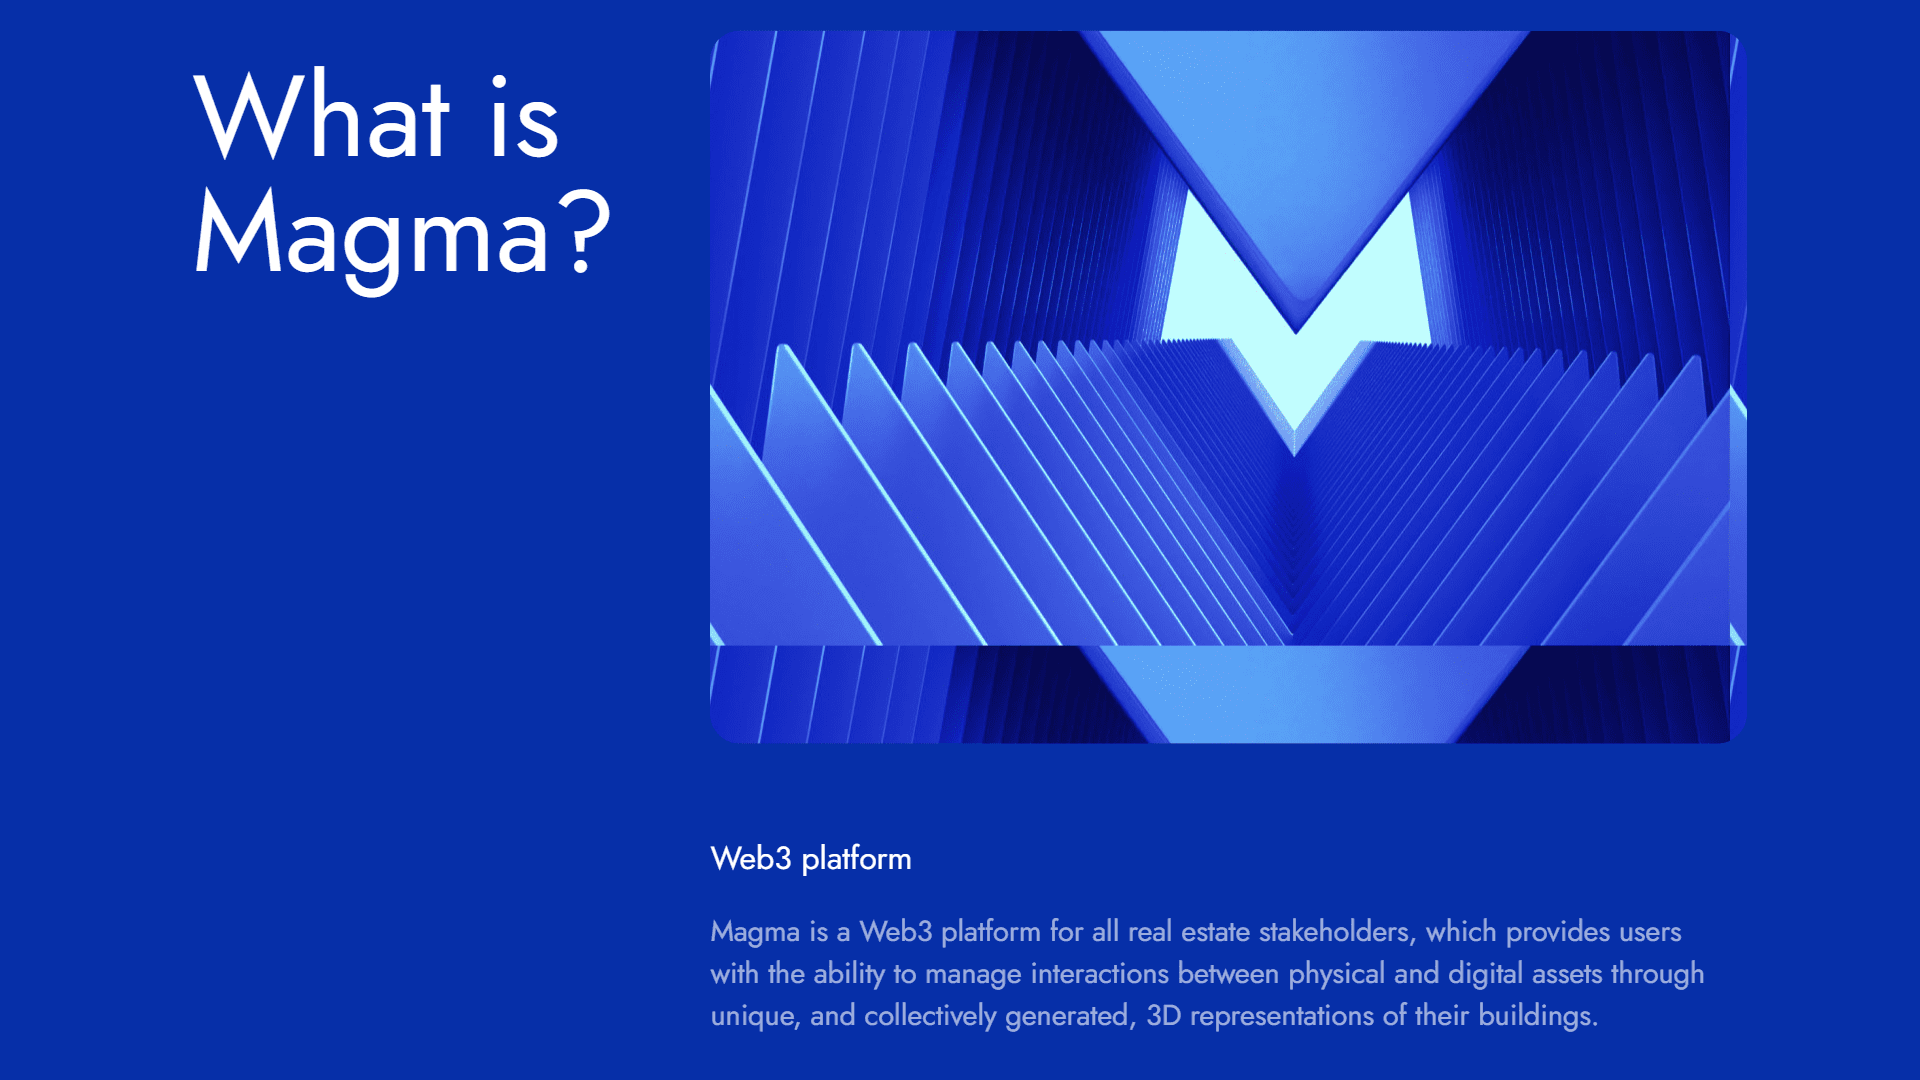 What is
Magma?
Web3 platform
Magma is a Web3 platform for all real estate stakeholders, which provides users
with the ability to manage interactions between physical and digital assets through
unique, and collectively generated, 3D representations of their buildings.